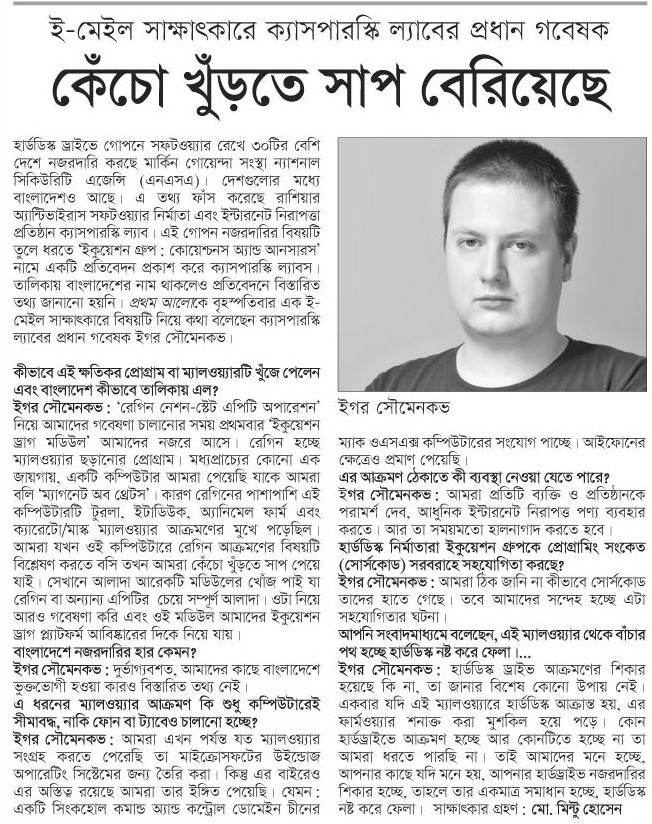 ই-মেইল সাক্ষাৎকারে ক্যাসপারস্কি ল্যাবের প্রধান গবেষক
কেঁচো খুঁড়তে সাপ বেরিয়েছে
হার্ডডিস্ক ড্রাইভে গোপনে সফটওয়্যার রেখে ৩০টির বেশি
দেশে নজরদারি করছে মার্কিন গোয়েন্দা সংস্থা ন্যাশনাল
সিকিউরিটি এজেন্সি (এনএসএ)। দেশগুলোর মধ্যে
বাংলাদেশও আছে। এ তথ্য ফাঁস করেছে রাশিয়ার
অ্যান্টিভাইরাস সফটওয়্যার নির্মাতা এবং ইন্টারনেট নিরাপত্তা
প্রতিষ্ঠান ক্যাসপারস্কি ল্যাব। এই গোপন নজরদারির বিষয়টি
তুলে ধরতে ‘ইকুয়েশন গ্রুপ : কোয়েশ্চনস অ্যান্ড আনসারস’
নামে একটি প্রতিবেদন প্রকাশ করে ক্যাসপারস্কি ল্যাবস।
তালিকায় বাংলাদেশের নাম থাকলেও প্রতিবেদনে বিস্তারিত
তথ্য জানানো হয়নি। প্রথম আলোকে বৃহস্পতিবার এক ই-
মেইল সাক্ষাৎকারে বিষয়টি নিয়ে কথা বলেছেন ক্যাসপারস্কি
ল্যাবের প্রধান গবেষক ইগর সৌমেনকভ।
কীভাবে এই ক্ষতিকর প্রোগ্রাম বা ম্যালওয়্যারটি খুঁজে পেলেন
এবং বাংলাদেশ কীভাবে তালিকায় এল?
ইগর সৌমেনকভ : ‘রেগিন নেশন-স্টেট এপিটি অপারেশন’
নিয়ে আমাদের গবেষণা চালানোর সময় প্রথমবার ‘ইকুয়েশন
ড্রাগ মডিউল’ আমাদের নজরে আসে। রেগিন হচ্ছে
ম্যালওয়্যার ছড়ানোর প্রোগ্রাম। মধ্যপ্রাচ্যের কোনো এক
জায়গায়, একটি কম্পিউটার আমরা পেয়েছি যাকে আমরা
বলি ‘ম্যাগনেট অব থ্রেটস’। কারণ রেগিনের পাশাপাশি এই
কম্পিউটারটি টুরলা, ইটাডিউক, অ্যানিমেল ফার্ম এবং
ক্যারেটো/মাস্ক ম্যালওয়্যার আক্রমণের মুখে পড়েছিল।
আমরা যখন ওই কম্পিউটারে রেগিন আক্রমণের বিষয়টি
বিশ্লেষণ করতে বসি তখন আমরা কেঁচো খুঁড়তে সাপ পেয়ে
যাই। সেখানে আলাদা আরেকটি মডিউলের খোঁজ পাই যা
রেগিন বা অন্যান্য এপিটির চেয়ে সম্পূর্ণ আলাদা। ওটা নিয়ে
আরও গবেষণা করি এবং ওই মডিউল আমাদের ইকুয়েশন
ড্রাগ প্ল্যাটফর্ম আবিষ্কারের দিকে নিয়ে যায়।
বাংলাদেশে নজরদারির হার কেমন?
ইগর সৌমেনকভ : দুর্ভাগ্যবশত, আমাদের কাছে বাংলাদেশে
ভুক্তভোগী হওয়া কারও বিস্তারিত তথ্য নেই।
এ ধরনের ম্যালওয়্যার আক্রমণ কি শুধু কম্পিউটারেই
সীমাবদ্ধ, নাকি ফোন বা ট্যাবেও চালানো হচ্ছে?
ইগর সৌমেনকভ : আমরা এখন পর্যন্ত যত ম্যালওয়্যার
সংগ্রহ করতে পেরেছি তা মাইক্রোসফটের উইন্ডোজ
অপারেটিং সিস্টেমের জন্য তৈরি করা। কিন্তু এর বাইরেও
এর অস্তিত্ব রয়েছে আমরা তার ইঙ্গিত পেয়েছি। যেমন :
একটি সিংকহোল কমান্ড অ্যান্ড কন্ট্রোল ডোমেইন চীনের
ইগর সৌমেনকভ
ম্যাক ওএসএক্স কম্পিউটারের সংযোগ পাচ্ছে। আইফোনের
ক্ষেত্রেও প্রমাণ পেয়েছি।
এর আক্রমণ ঠেকাতে কী ব্যবস্থা নেওয়া যেতে পারে?
ইগর সৌমেনকভ : আমরা প্রতিটি ব্যক্তি ও প্রতিষ্ঠানকে
পরামর্শ দেব, আধুনিক ইন্টারনেট নিরাপত্ত পণ্য ব্যবহার
করতে। আর তা সময়মতো হালনাগাদ করতে হবে।
হার্ডডিস্ক নির্মাতারা ইকুয়েশন গ্রুপকে প্রোগ্রামিং সংকেত
(সোর্সকোড) সরবরাহে সহযোগিতা করছে?
ইগর সৌমেনকভ : আমরা ঠিক জানি না কীভাবে সোর্সকোড
তাদের হাতে গেছে। তবে আমাদের সন্দেহ হচ্ছে এটা
সহযোগিতার ঘটনা।
আপনি সংবাদমাধ্যমে বলেছেন, এই ম্যালওয়্যার থেকে বাঁচার
পথ হচ্ছে হার্ডডিস্ক নষ্ট করে ফেলা।...
ইগর সৌমেনকভ : হার্ডডিস্ক ড্রাইভ আক্রমণের শিকার
হয়েছে কি না, তা জানার বিশেষ কোনো উপায় নেই।
একবার যদি এই ম্যালওয়্যারে হার্ডডিস্ক আক্রান্ত হয়, এর
ফার্মওয়্যার শনাক্ত করা মুশকিল হয়ে পড়ে। কোন
হার্ডড্রাইভে আক্রমণ হচ্ছে আর কোনটিতে হচ্ছে না তা
আমরা ধরতে পারছি না। তাই আমাদের মনে হচ্ছে,
আপনার কাছে যদি মনে হয়, আপনার হার্ডড্রাইভ নজরদারির
শিকার হচ্ছে, তাহলে তার একমাত্র সমাধান হচ্ছে, হার্ডডিস্ক
নষ্ট করে ফেলা। সাক্ষাৎকার গ্রহণ : মো. মিন্টু হোসেন